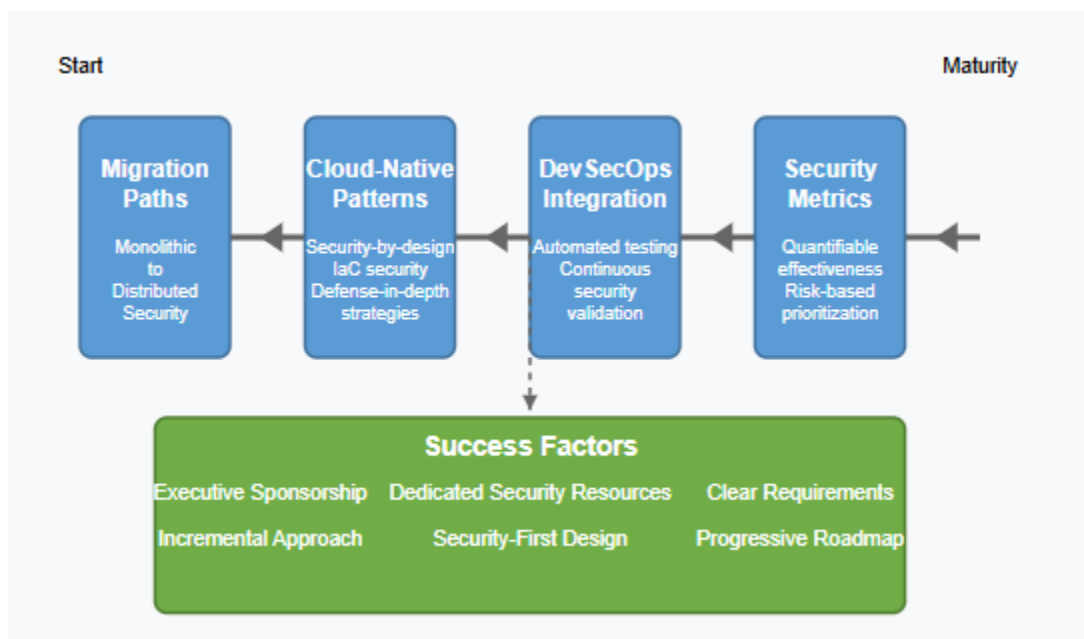 Start
Maturity
Migration
Paths
Monolithic
to
Distributed
Security
Cloud-Native
Patterns
Security-by-design
IaC security
Defense-in-depth
strategies
DevSecOps
Integration
Automated testing
Continuous
security
validation
Security
Metrics
Quantifiable
effectiveness
Risk-based
prioritization
Success Factors
Executive Sponsorship
Dedicated Security Resources
Clear Requirements
Incremental Approach
Security-First Design
Progressive Roadmap